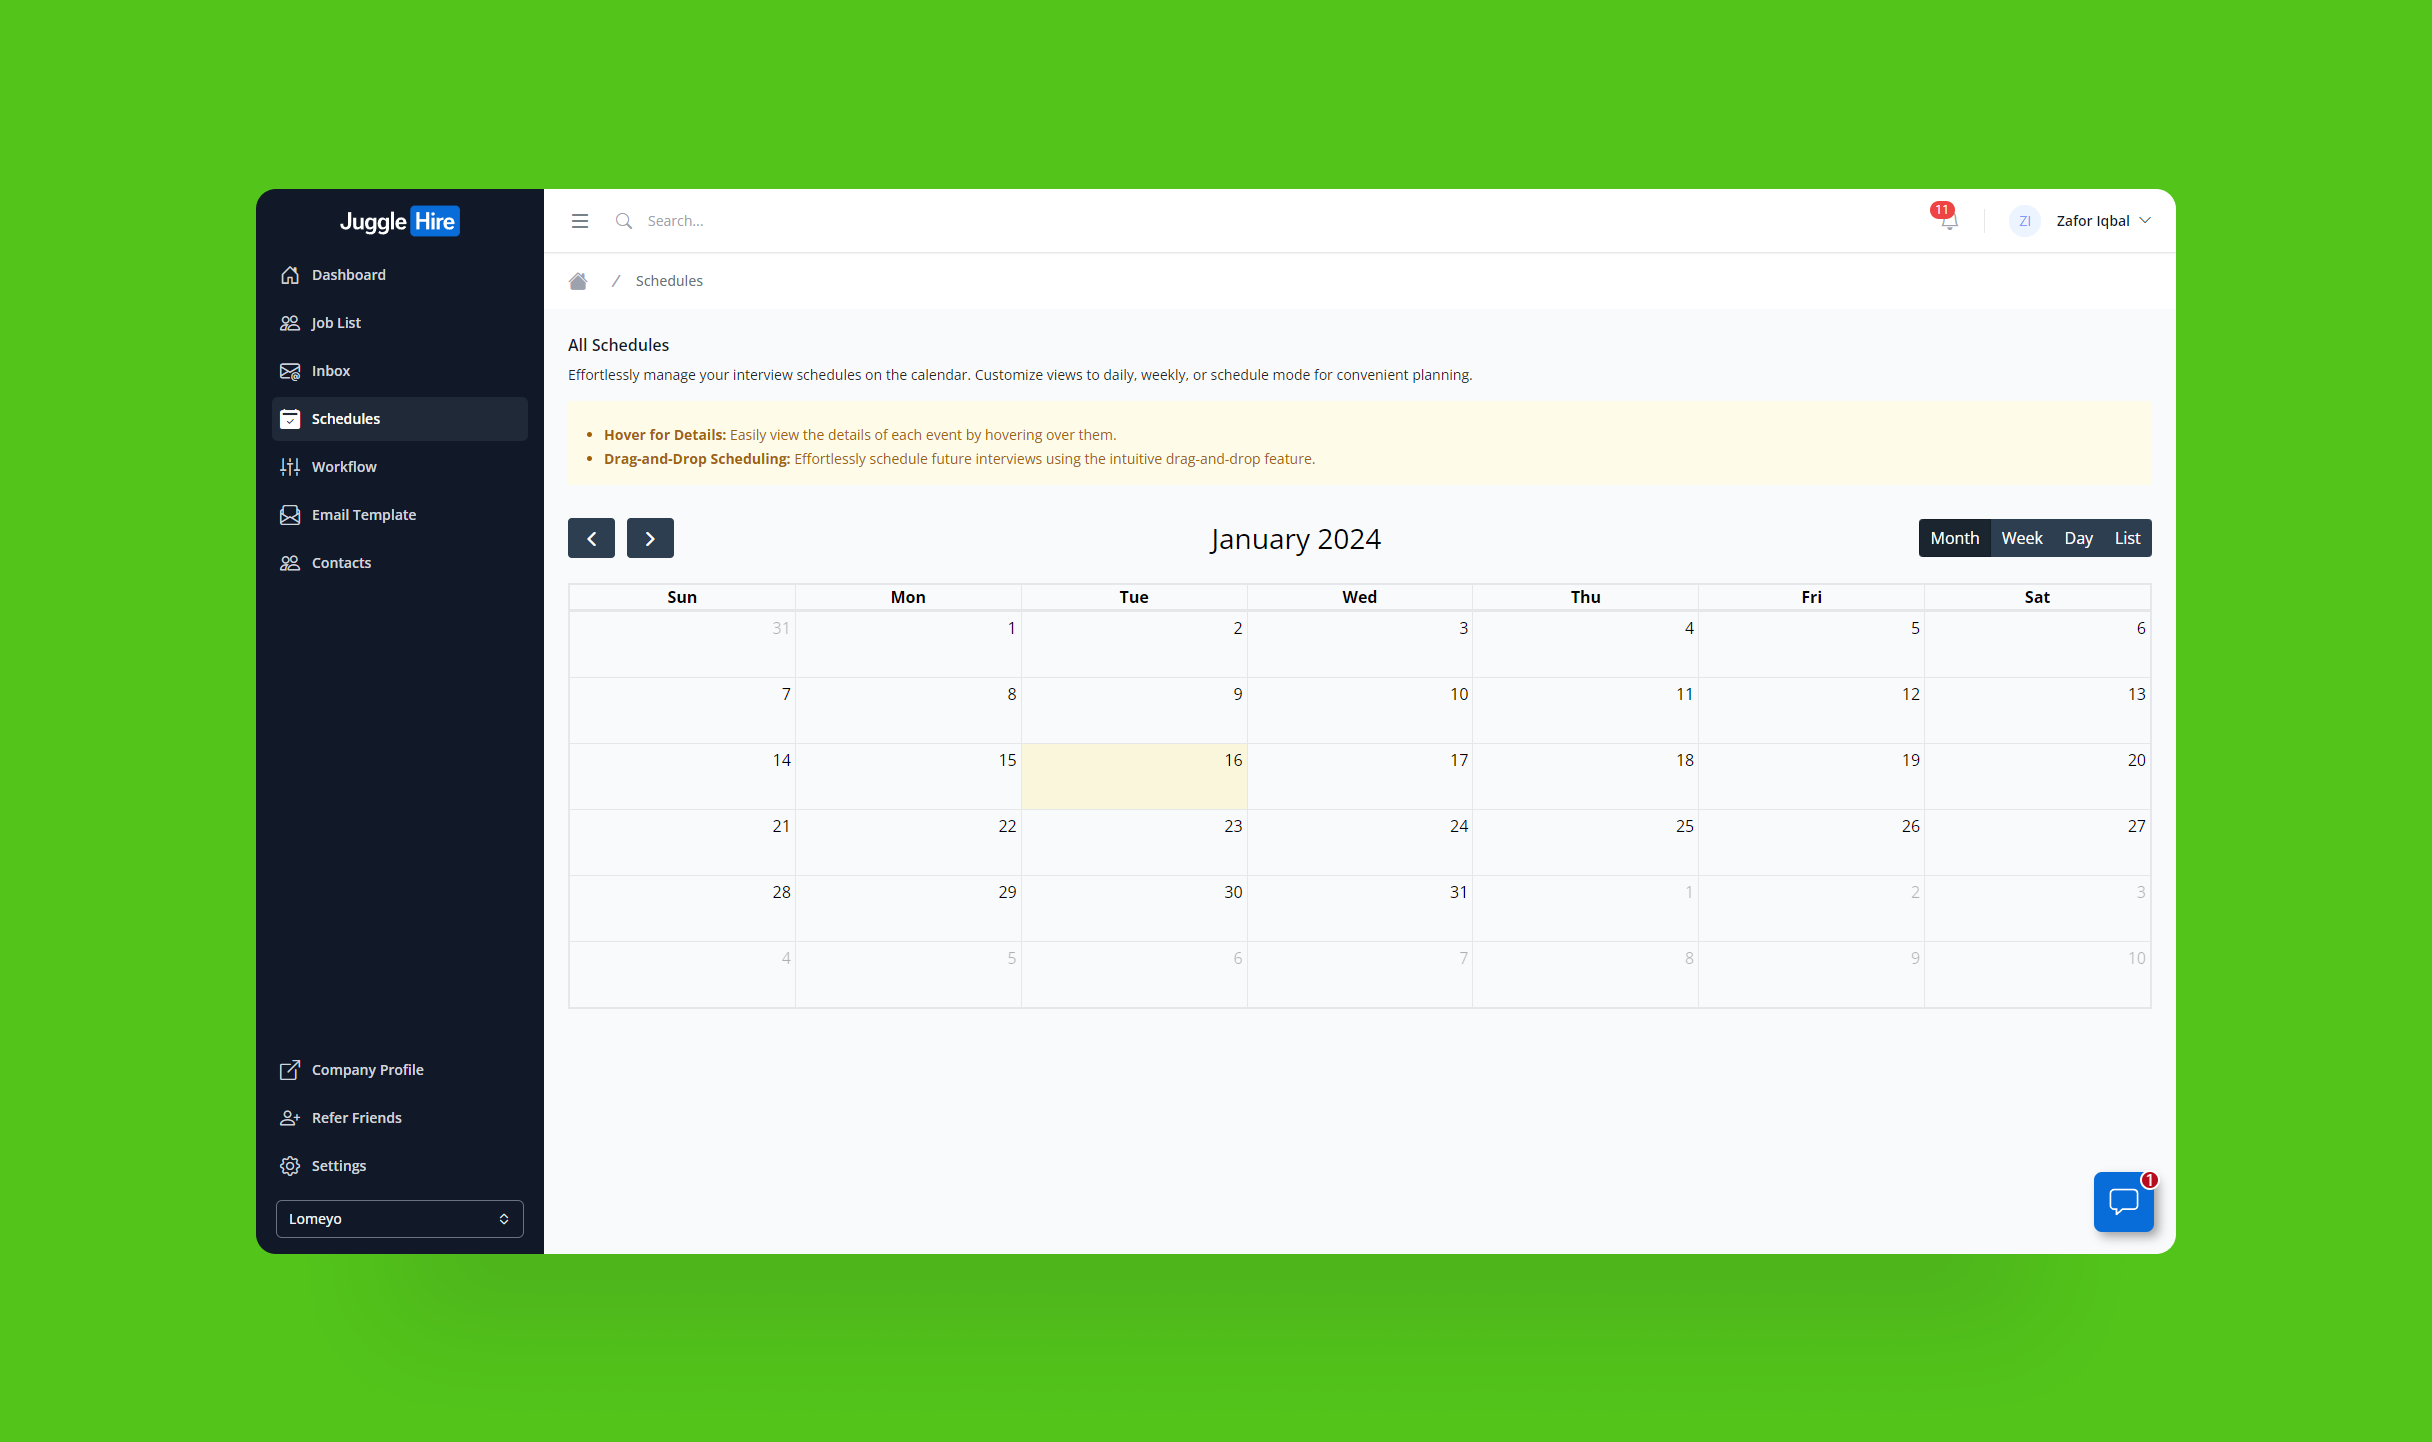 Juggle Hire
Dashboard
Job List
Inbox
Schedules
Workflow
Email Template
Contacts
Company Profile
Refer Friends
Settings
Lomeyo
Search...
11
ZI
Zafor Iqbal
/ Schedules
All Schedules
Effortlessly manage your interview schedules on the calendar. Customize views to daily, weekly, or schedule mode for convenient planning.
• Hover for Details: Easily view the details of each event by hovering over them.
• Drag-and-Drop Scheduling: Effortlessly schedule future interviews using the intuitive drag-and-drop feature.
January 2024
Month Week Day List
Sun Mon Tue Wed Thu Fri Sat
31 1 2 3 4 5 6
7 8 9 10 11 12 13
14 15 16 17 18 19 20
21 22 23 24 25 26 27
28 29 30 31 1 2 3
4 5 6 7 8 9 10
1